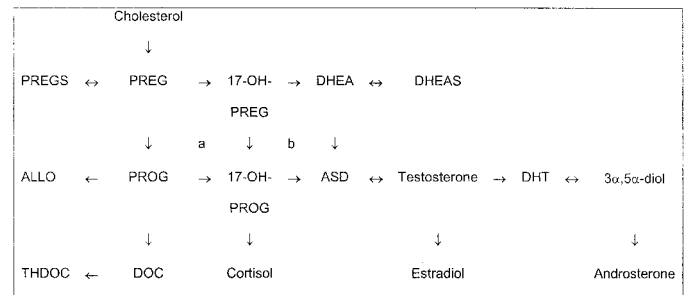 Cholesterol
↓
PREGS ↔ PREG → 17-OH- → DHEA ↔ DHEAS
PREG
↓ a ↓ b ↓
ALLO ← PROG → 17-OH- → ASD ↔ Testosterone → DHT ↔ 3α,5α-diol
PROG
↓ ↓ ↓ ↓
THDOC ← DOC Cortisol Estradiol Androsterone